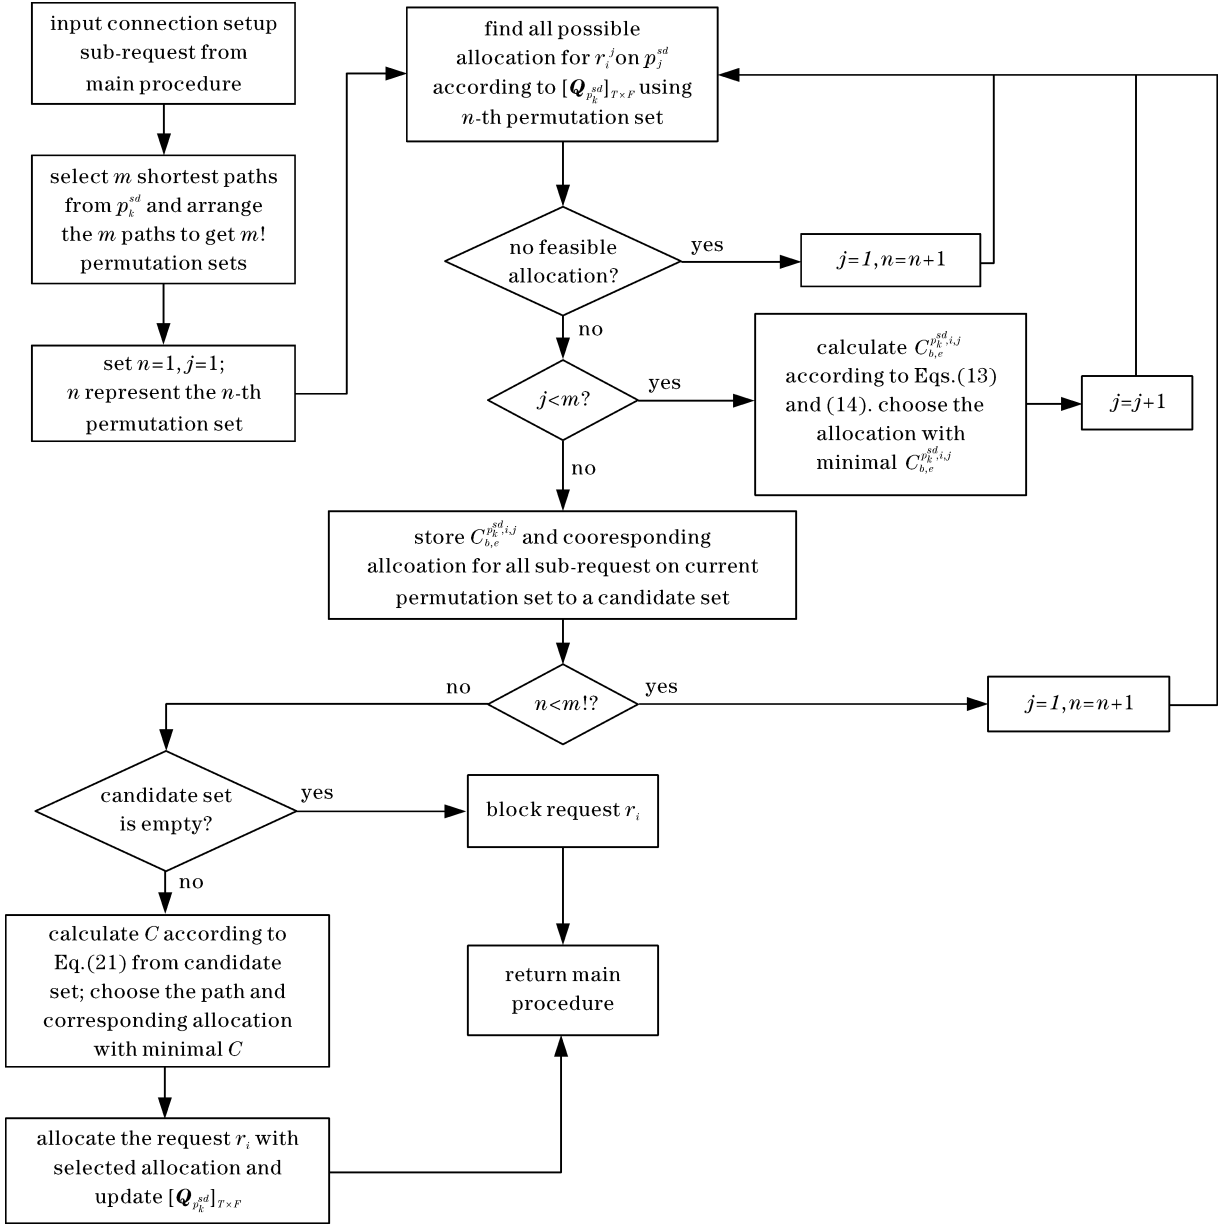 input connection setup
sub-request from
main procedure
select m shortest paths
from p_k^{sd} and arrange
the m paths to get m!
permutation sets
set n=1, j=1;
n represent the n-th
permutation set
find all possible
allocation for r_i^j on p_j^{sd}
according to [Q_{p_k^{sd}}]_{T×F} using
n-th permutation set
no feasible
allocation?
yes
j=1, n=n+1
no
j<m?
yes
calculate C_{b,e}^{p_k^{sd},i,j}
according to Eqs.(13)
and (14). choose the
allocation with
minimal C_{b,e}^{p_k^{sd},i,j}
j=j+1
no
store C_{b,e}^{p_k^{sd},i,j} and cooresponding
allcoation for all sub-request on current
permutation set to a candidate set
n<m!?
yes
j=1, n=n+1
no
candidate set
is empty?
yes
block request r_i
no
calculate C according to
Eq.(21) from candidate
set; choose the path and
corresponding allocation
with minimal C
return main
procedure
allocate the request r_i with
selected allocation and
update [Q_{p_k^{sd}}]_{T×F}